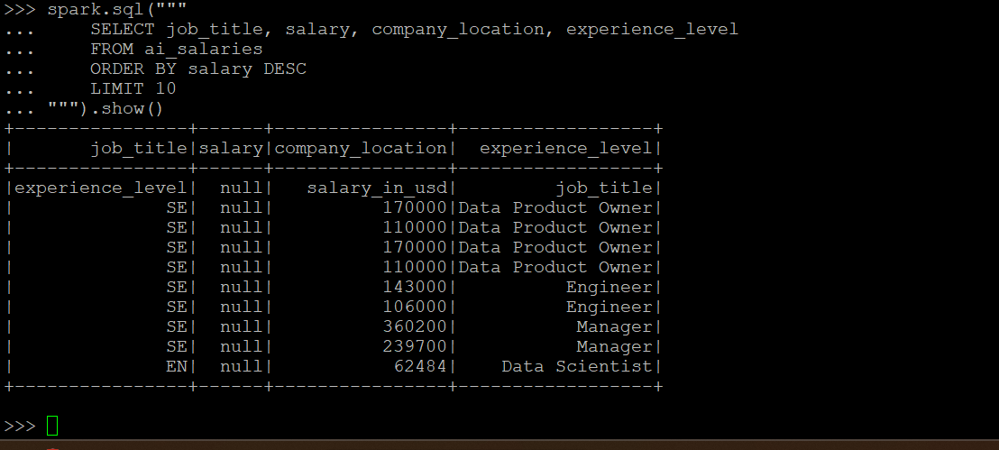 >>> spark.sql("""
...     SELECT job_title, salary, company_location, experience_level
...     FROM ai_salaries
...     ORDER BY salary DESC
...     LIMIT 10
... """).show()
+----------------+------+----------------+------------------+
|       job_title|salary|company_location|  experience_level|
+----------------+------+----------------+------------------+
|experience_level|  null|   salary_in_usd|         job_title|
|              SE|  null|          170000|Data Product Owner|
|              SE|  null|          110000|Data Product Owner|
|              SE|  null|          170000|Data Product Owner|
|              SE|  null|          110000|Data Product Owner|
|              SE|  null|          143000|          Engineer|
|              SE|  null|          106000|          Engineer|
|              SE|  null|          360200|           Manager|
|              SE|  null|          239700|           Manager|
|              EN|  null|           62484|    Data Scientist|
+----------------+------+----------------+------------------+
>>>